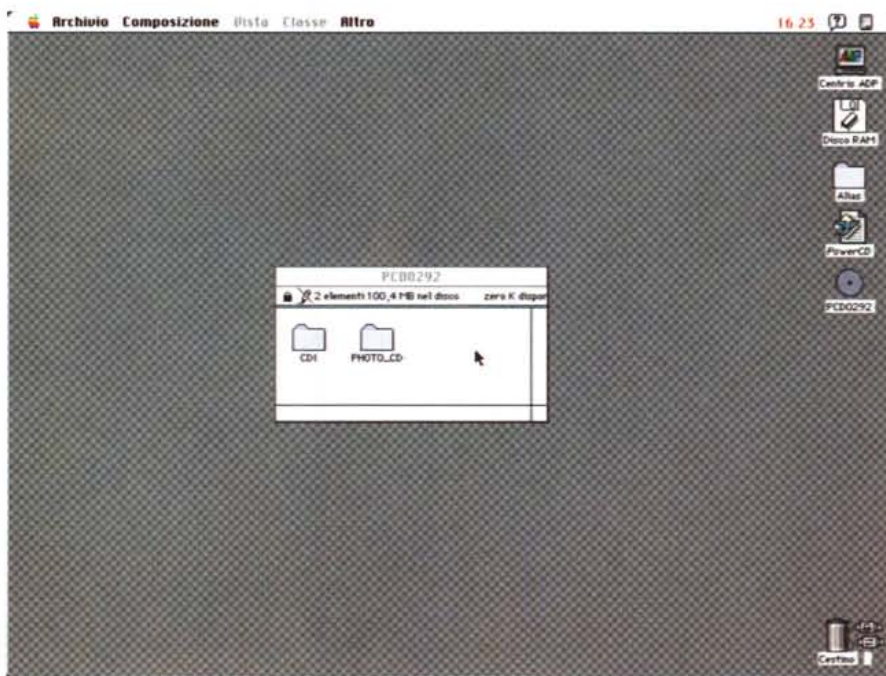 Archivio Composizione Vista Classe Altro 16 23
Centris ADP
Disco RAM
Alias
PowerCD
PCD0292
PCD0292
2 elementi 100,4 MB nel disco zero K dispon
CDI PHOTO_CD
Cestino